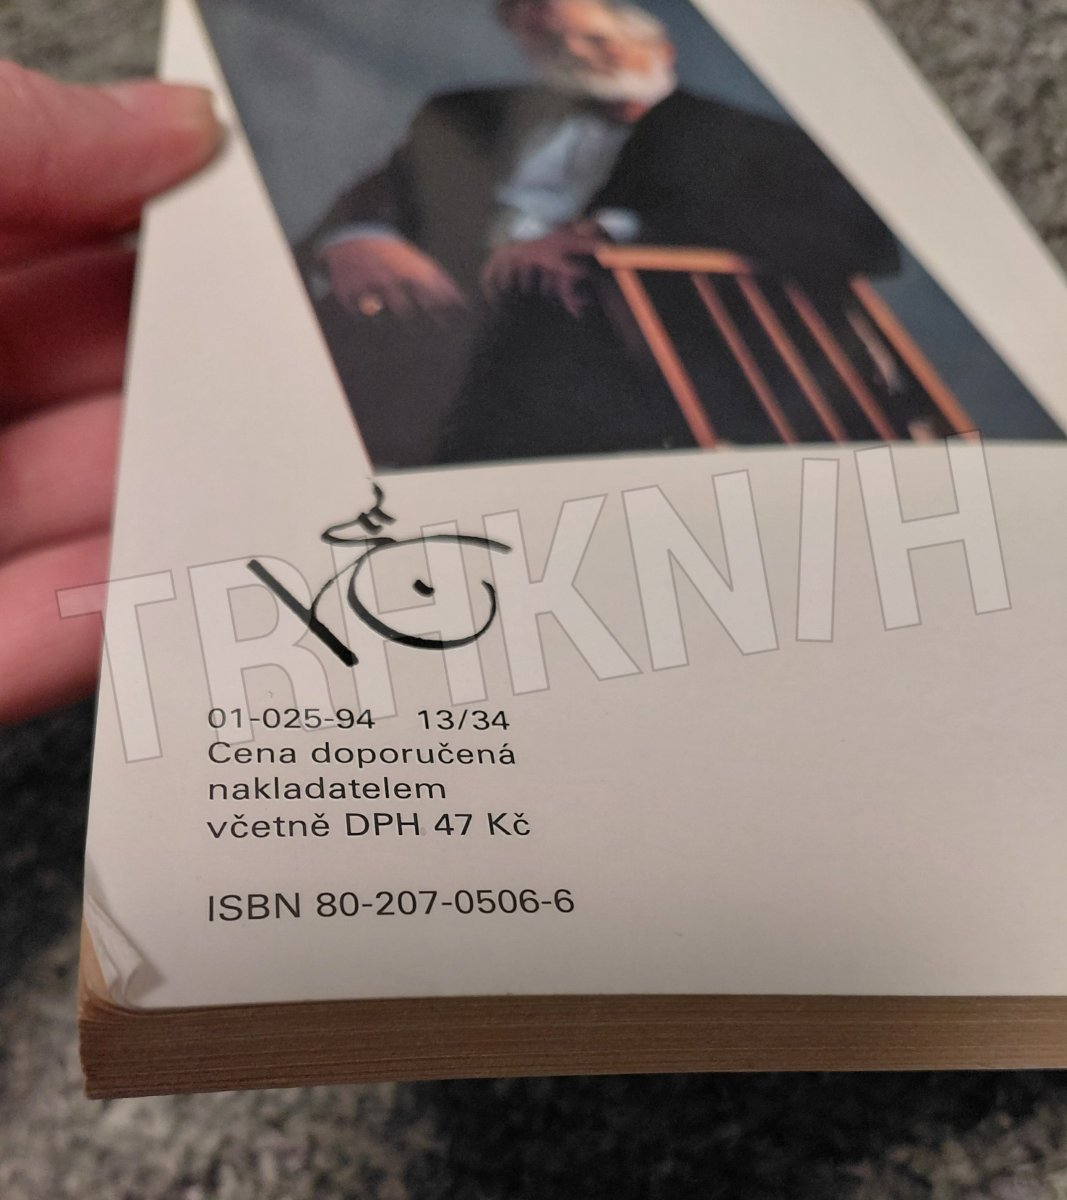 TRHKNIH
01-025-94 13/34
Cena doporučená
nakladatelem
včetně DPH 47 Kč
ISBN 80-207-0506-6